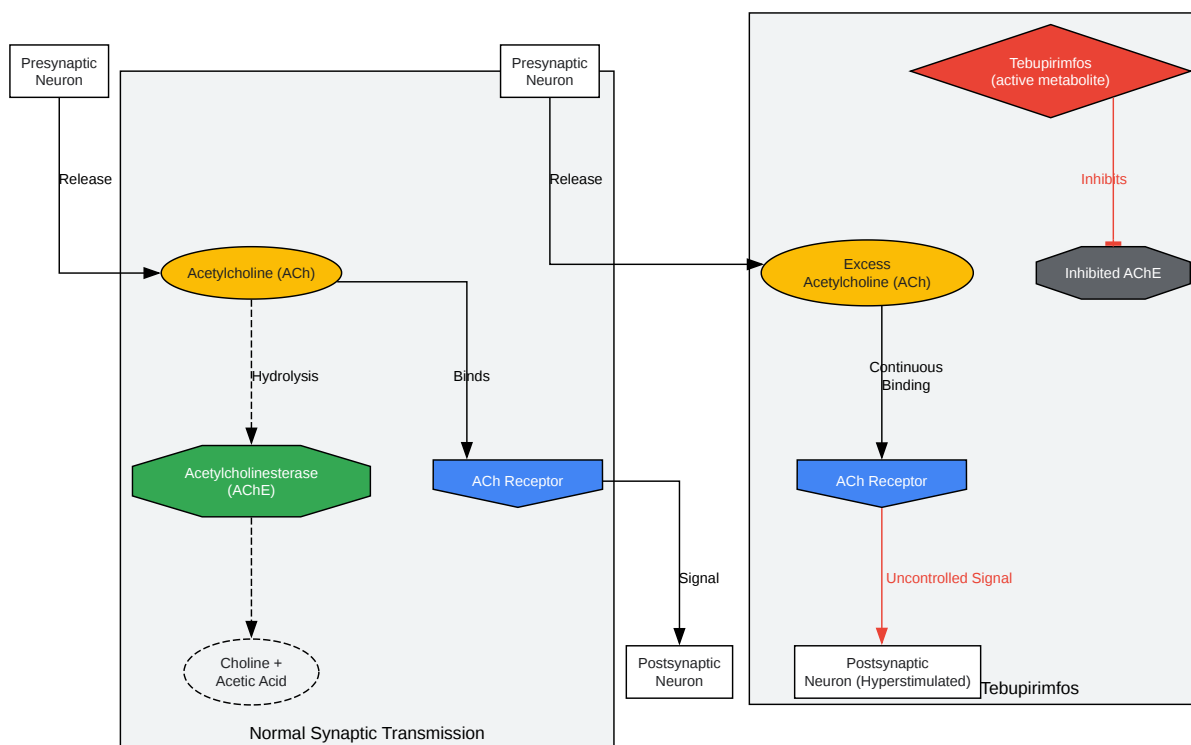 Presynaptic
Neuron
Presynaptic
Neuron
Tebupirimfos
(active metabolite)
Release
Release
Inhibits
Acetylcholine (ACh)
Excess
Acetylcholine (ACh)
Inhibited AChE
Hydrolysis
Binds
Continuous
Binding
Acetylcholinesterase
(AChE)
ACh Receptor
ACh Receptor
Signal
Uncontrolled Signal
Choline +
Acetic Acid
Postsynaptic
Neuron
Postsynaptic
Neuron (Hyperstimulated)
Tebupirimfos
Normal Synaptic Transmission